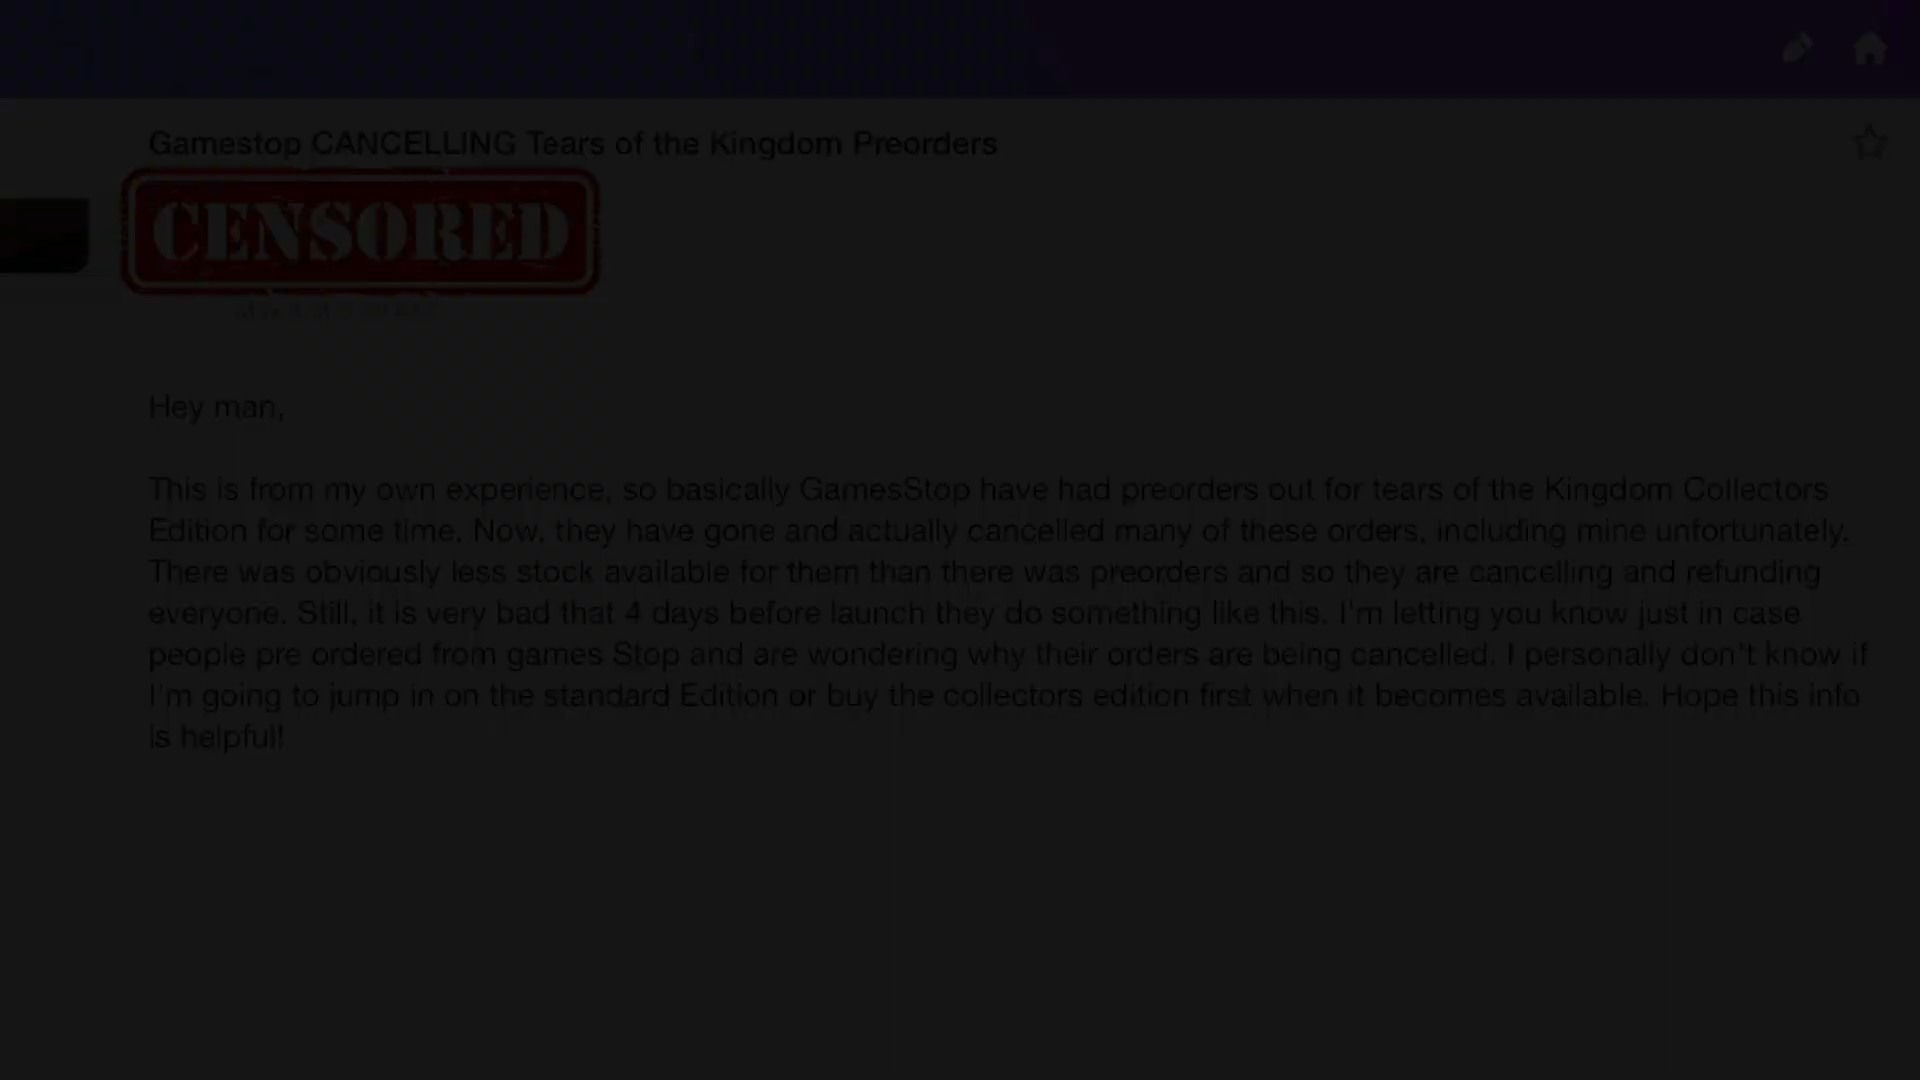 Gamestop CANCELLING Tears of the Kingdom Preorders
CENSORED
Hey man,
This is from my own experience, so basically GamesStop have had preorders out for tears of the Kingdom Collectors
Edition for some time. Now, they have gone and actually cancelled many of these orders, including mine unfortunately.
There was obviously less stock available for them than there was preorders and so they are cancelling and refunding
everyone. Still, it is very bad that 4 days before launch they do something like this. I'm letting you know just in case
people pre ordered from games Stop and are wondering why their orders are being cancelled. I personally don't know if
I'm going to jump in on the standard Edition or buy the collectors edition first when it becomes available. Hope this info
is helpful!